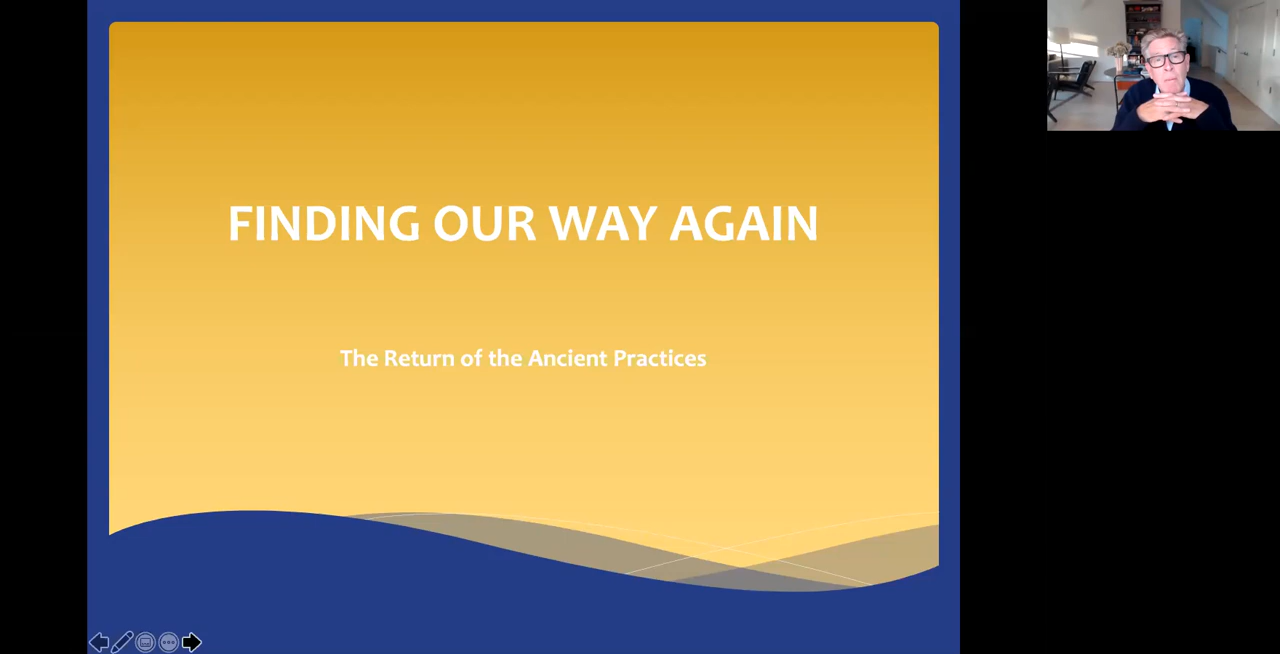 FINDING OUR WAY AGAIN
The Return of the Ancient Practices